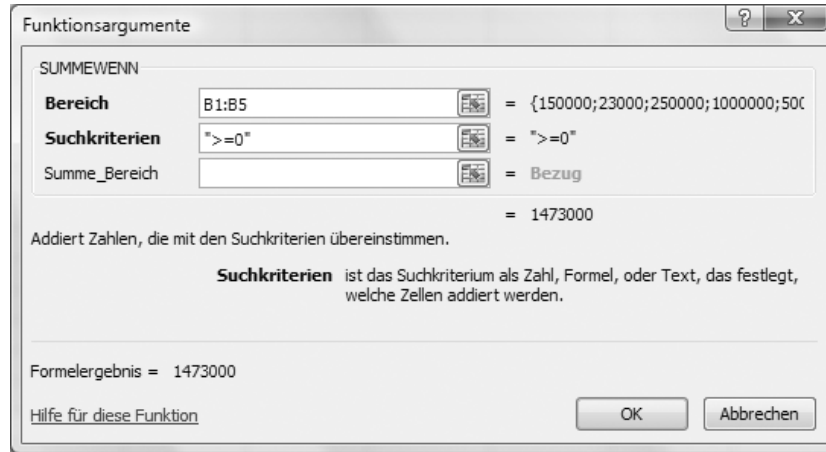 Funktionsargumente
SUMMEWENN
Bereich B1:B5 = {150000;23000;250000;1000000;500
Suchkriterien ">=0" = ">=0"
Summe_Bereich = Bezug
= 1473000
Addiert Zahlen, die mit den Suchkriterien übereinstimmen.
Suchkriterien ist das Suchkriterium als Zahl, Formel, oder Text, das festlegt,
welche Zellen addiert werden.
Formelergebnis = 1473000
Hilfe für diese Funktion OK Abbrechen